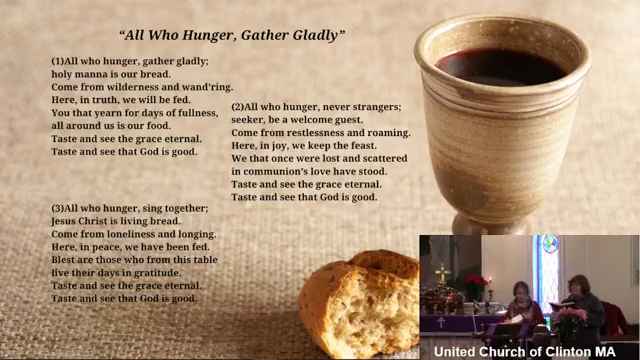 “All Who Hunger, Gather Gladly”
(1)All who hunger, gather gladly;
holy manna is our bread.
Come from wilderness and wand’ring.
Here, in truth, we will be fed.
You that yearn for days of fullness,
all around us is our food.
Taste and see the grace eternal.
Taste and see that God is good.
(2)All who hunger, never strangers;
seeker, be a welcome guest.
Come from restlessness and roaming.
Here, in joy, we keep the feast.
We that once were lost and scattered
in communion’s love have stood.
Taste and see the grace eternal.
Taste and see that God is good.
(3)All who hunger, sing together;
Jesus Christ is living bread.
Come from loneliness and longing.
Here, in peace, we have been fed.
Blest are those who from this table
live their days in gratitude.
Taste and see the grace eternal.
Taste and see that God is good.
United Church of Clinton MA